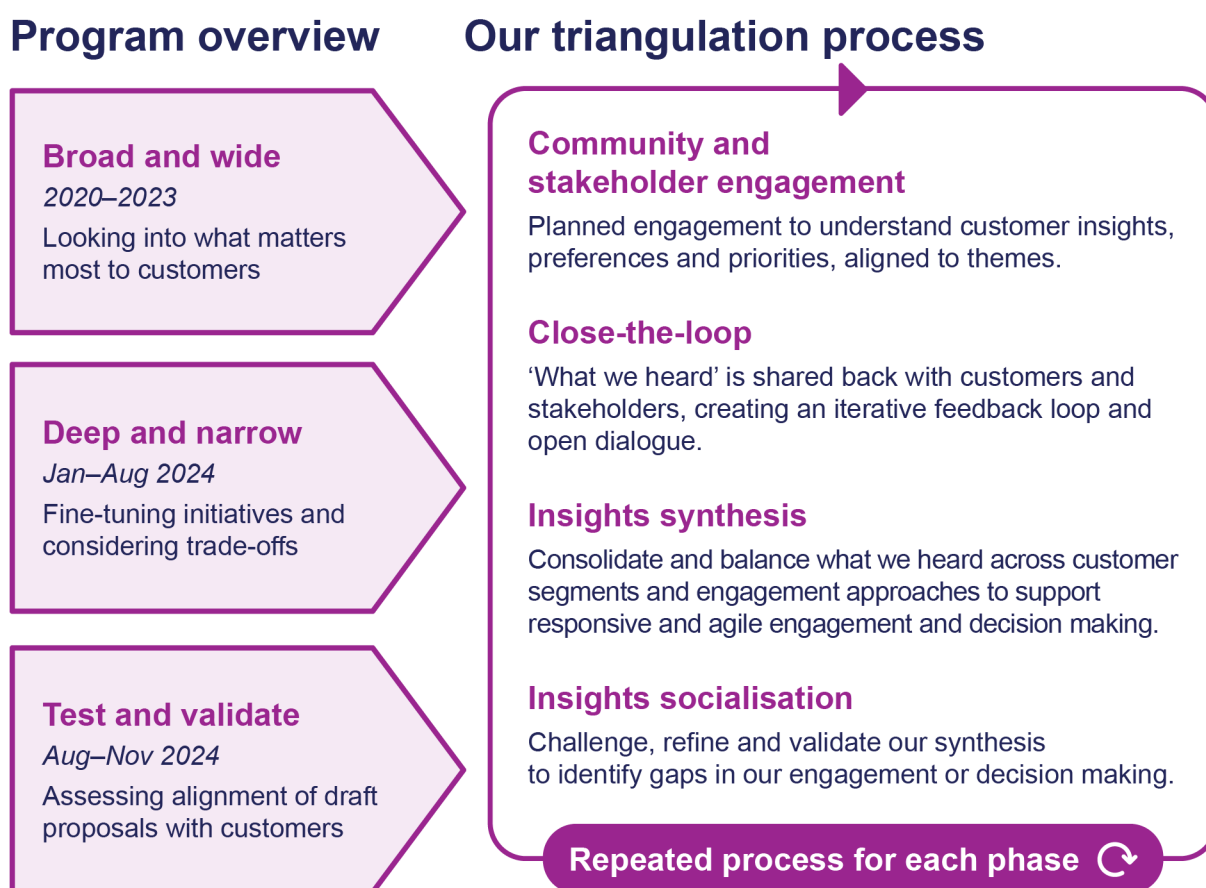 Program overview
Broad and wide
2020–2023
Looking into what matters
most to customers
Deep and narrow
Jan–Aug 2024
Fine-tuning initiatives and
considering trade-offs
Test and validate
Aug–Nov 2024
Assessing alignment of draft
proposals with customers
Our triangulation process
Community and
stakeholder engagement
Planned engagement to understand customer insights,
preferences and priorities, aligned to themes.
Close-the-loop
‘What we heard’ is shared back with customers and
stakeholders, creating an iterative feedback loop and
open dialogue.
Insights synthesis
Consolidate and balance what we heard across customer
segments and engagement approaches to support
responsive and agile engagement and decision making.
Insights socialisation
Challenge, refine and validate our synthesis
to identify gaps in our engagement or decision making.
Repeated process for each phase